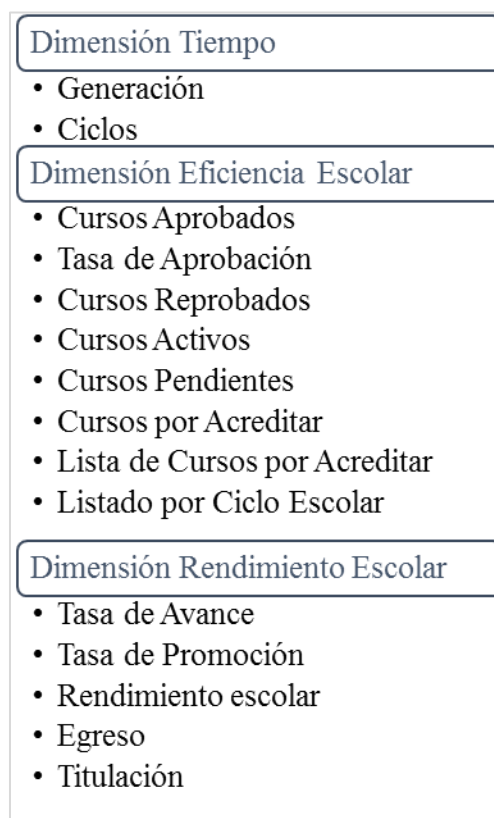 Dimensión Tiempo
• Generación
• Ciclos
Dimensión Eficiencia Escolar
• Cursos Aprobados
• Tasa de Aprobación
• Cursos Reprobados
• Cursos Activos
• Cursos Pendientes
• Cursos por Acreditar
• Lista de Cursos por Acreditar
• Listado por Ciclo Escolar
Dimensión Rendimiento Escolar
• Tasa de Avance
• Tasa de Promoción
• Rendimiento escolar
• Egreso
• Titulación